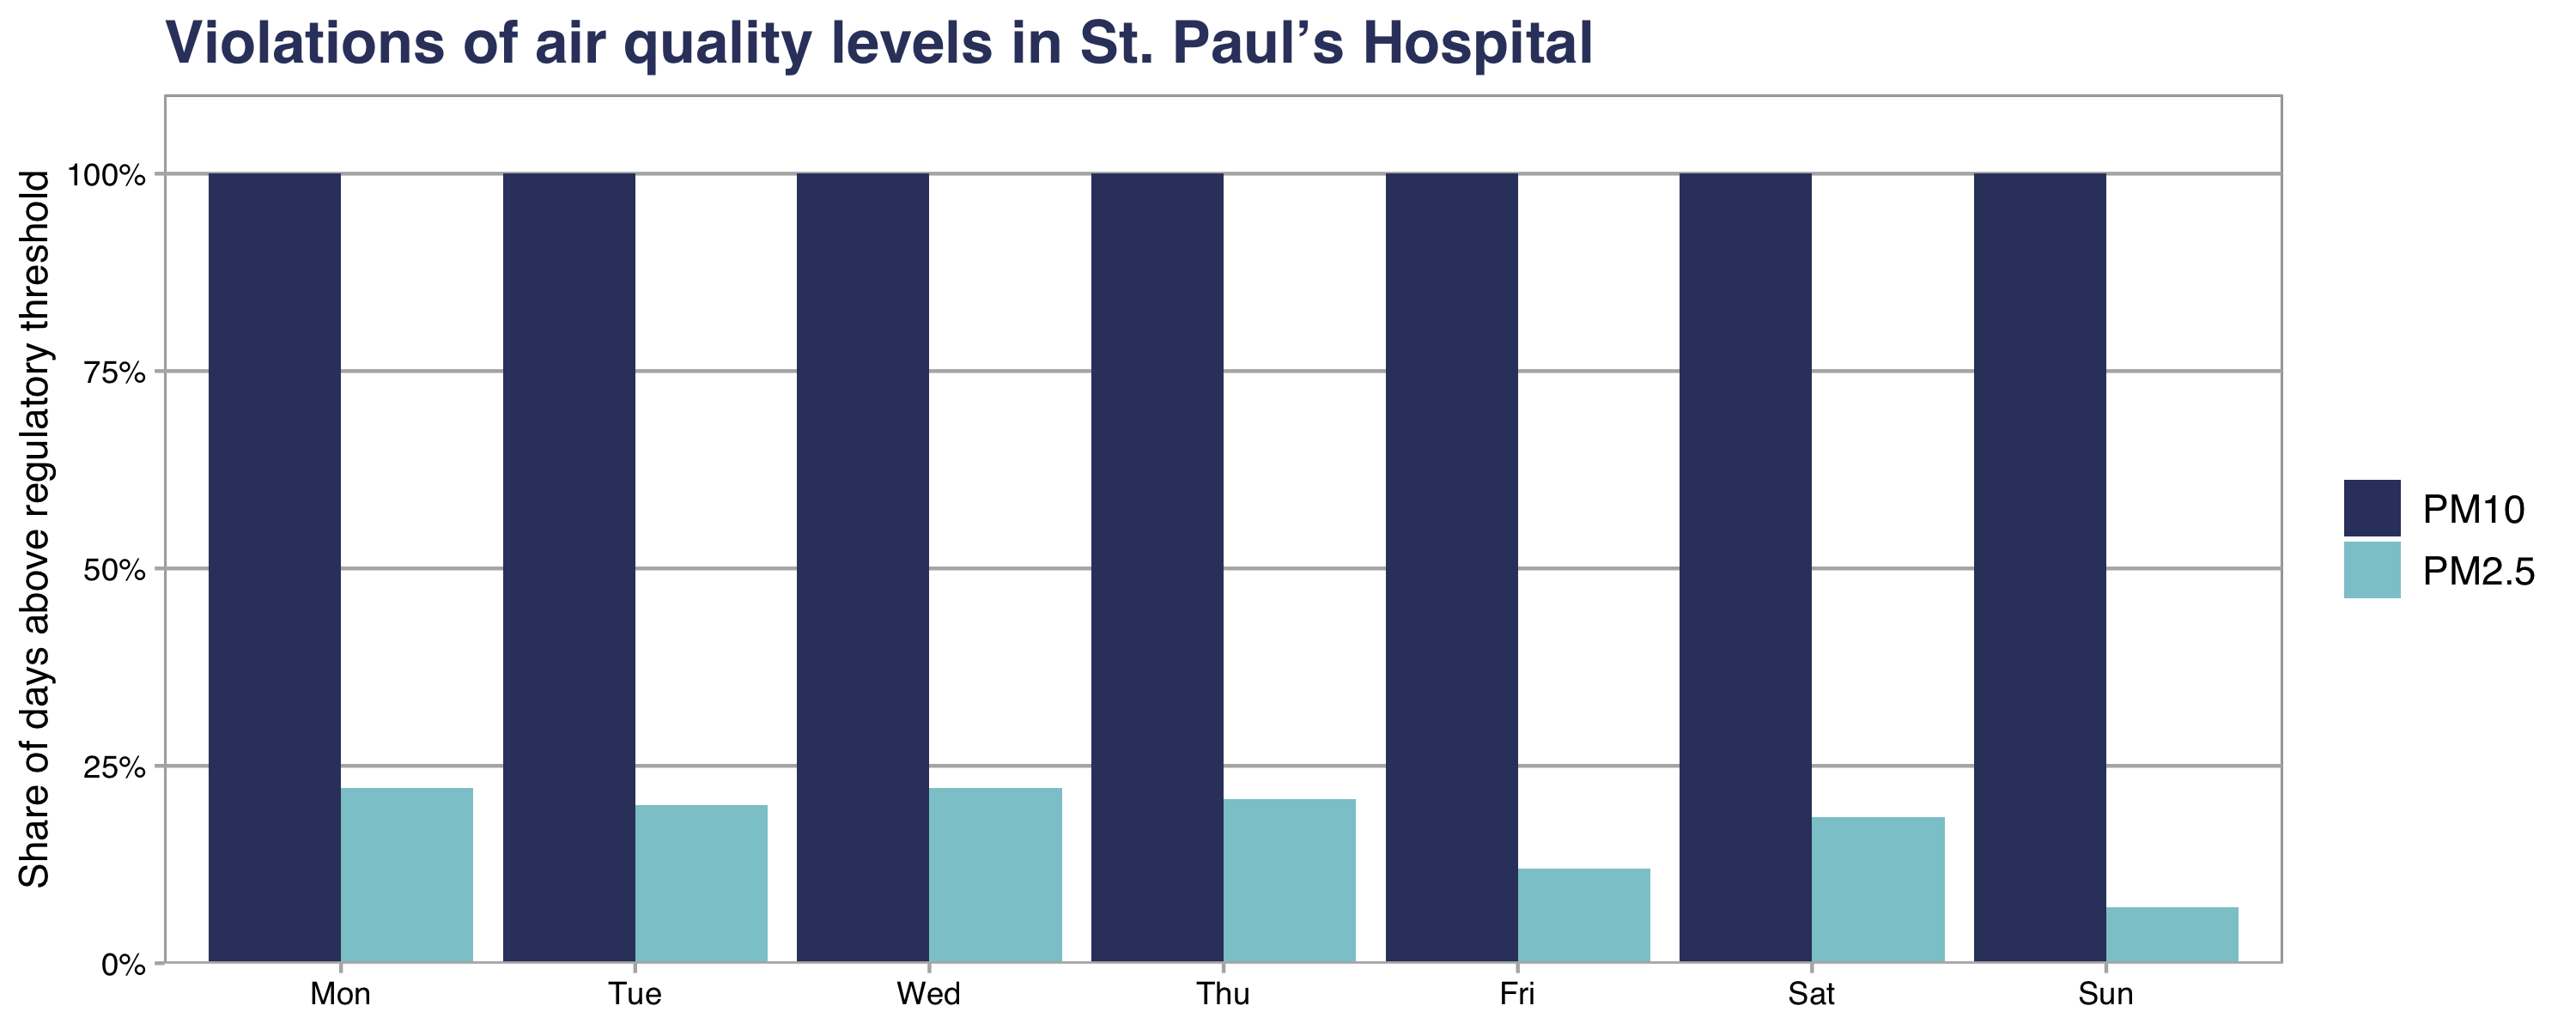 Violations of air quality levels in St. Paul’s Hospital
Share of days above regulatory threshold
100%
75%
50%
25%
0%
Mon Tue Wed Thu Fri Sat Sun
PM10
PM2.5